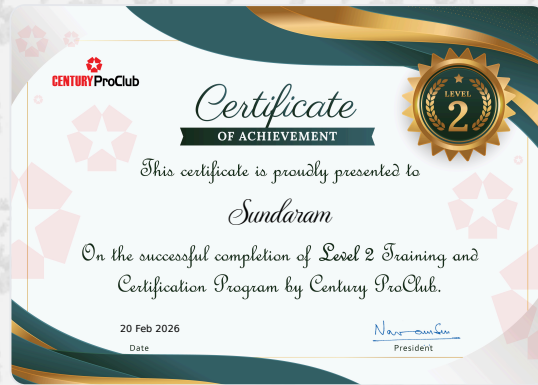 CENTURY ProClub
Certificate
OF ACHIEVEMENT
LEVEL
2
This certificate is proudly presented to
Sundaram
On the successful completion of Level 2 Training and
Certification Program by Century ProClub.
20 Feb 2026
Date
President